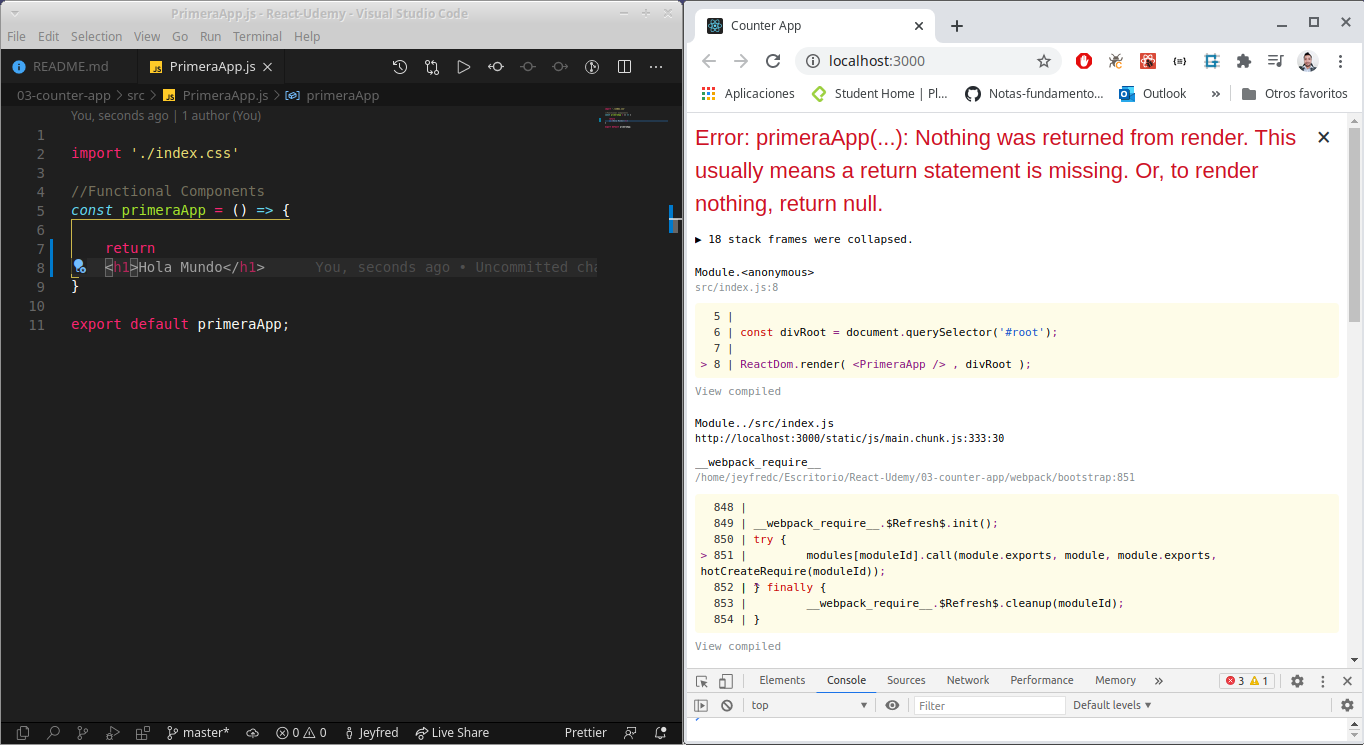 PrimeraApp.js - React-Udemy - Visual Studio Code
File Edit Selection View Go Run Terminal Help
README.md PrimeraApp.js
03-counter-app > src > PrimeraApp.js > primeraApp
You, seconds ago | 1 author (You)
1
2 import './index.css'
3
4 //Functional Components
5 const primeraApp = () => {
6
7 return
8 <h1>Hola Mundo</h1> You, seconds ago • Uncommitted cha
9 }
10
11 export default primeraApp;
master* 0 0 Jeyfred Live Share Prettier
Counter App
localhost:3000
Aplicaciones Student Home | Pl... Notas-fundamento... Outlook » Otros favoritos
Error: primeraApp(...): Nothing was returned from render. This
usually means a return statement is missing. Or, to render
nothing, return null.
▶ 18 stack frames were collapsed.
Module.<anonymous>
src/index.js:8
5 |
6 | const divRoot = document.querySelector('#root');
7 |
> 8 | ReactDom.render( <PrimeraApp /> , divRoot );
View compiled
Module../src/index.js
http://localhost:3000/static/js/main.chunk.js:333:30
__webpack_require__
/home/jeyfredc/Escritorio/React-Udemy/03-counter-app/webpack/bootstrap:851
848 |
849 | __webpack_require__.$Refresh$.init();
850 | try {
> 851 | modules[moduleId].call(module.exports, module, module.exports,
hotCreateRequire(moduleId));
852 | } finally {
853 | __webpack_require__.$Refresh$.cleanup(moduleId);
854 | }
View compiled
Elements Console Sources Network Performance Memory » 3 1
top Filter Default levels